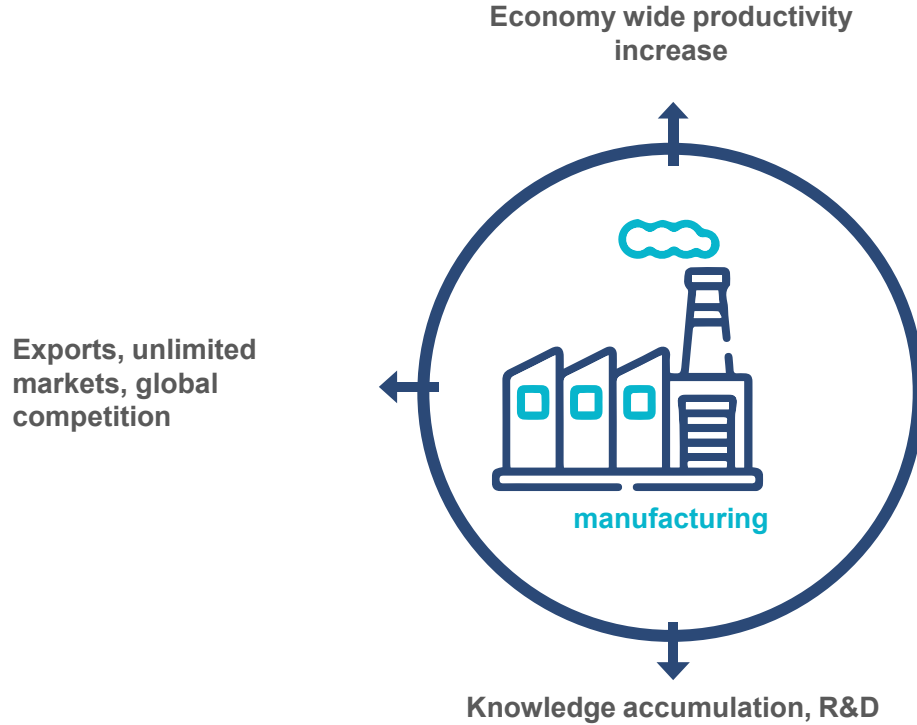 Economy wide productivity
increase
Exports, unlimited
markets, global
competition
manufacturing
Knowledge accumulation, R&D